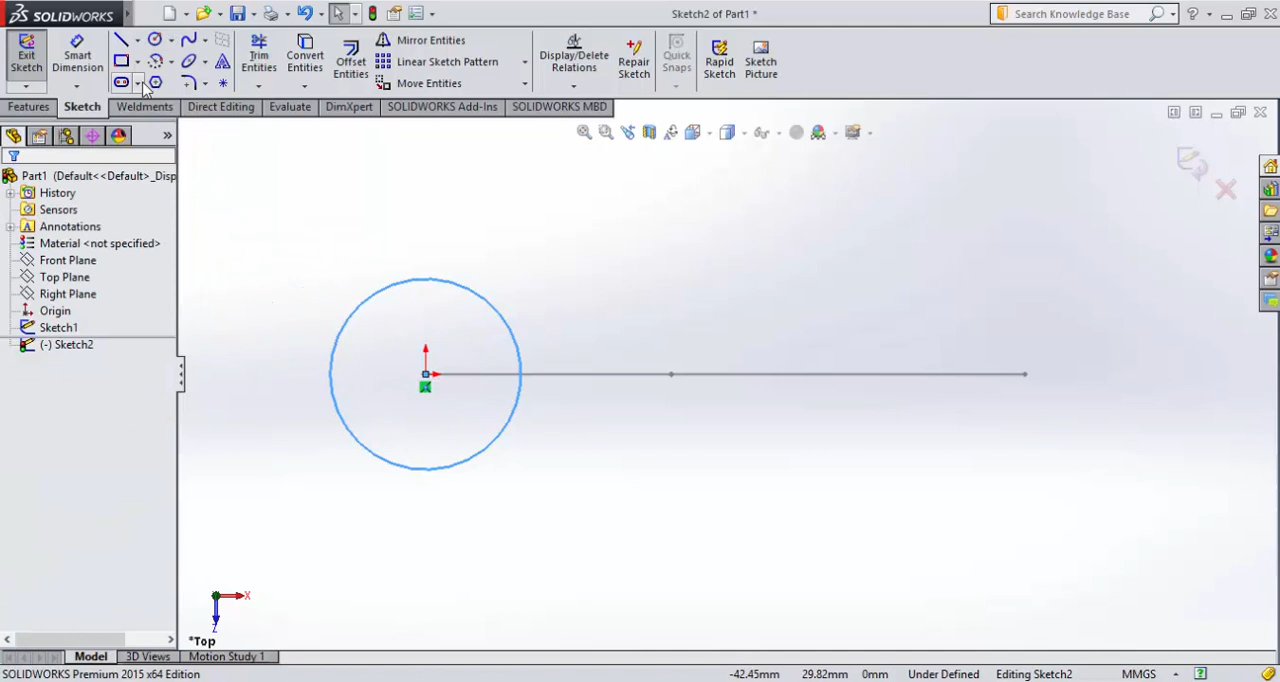 SOLIDWORKS
Sketch2 of Part1 *
Search Knowledge Base
Exit Sketch
Smart Dimension
Trim Entities
Convert Entities
Offset Entities
Mirror Entities
Linear Sketch Pattern
Move Entities
Display/Delete Relations
Repair Sketch
Quick Snaps
Rapid Sketch
Sketch Picture
Features
Sketch
Weldments
Direct Editing
Evaluate
DimXpert
SOLIDWORKS Add-Ins
SOLIDWORKS MBD
Part1 (Default<<Default>_Disp
History
Sensors
Annotations
Material <not specified>
Front Plane
Top Plane
Right Plane
Origin
Sketch1
(-) Sketch2
X
Z
*Top
Model
3D Views
Motion Study 1
SOLIDWORKS Premium 2015 x64 Edition
-42.45mm
29.82mm
0mm
Under Defined
Editing Sketch2
MMGS